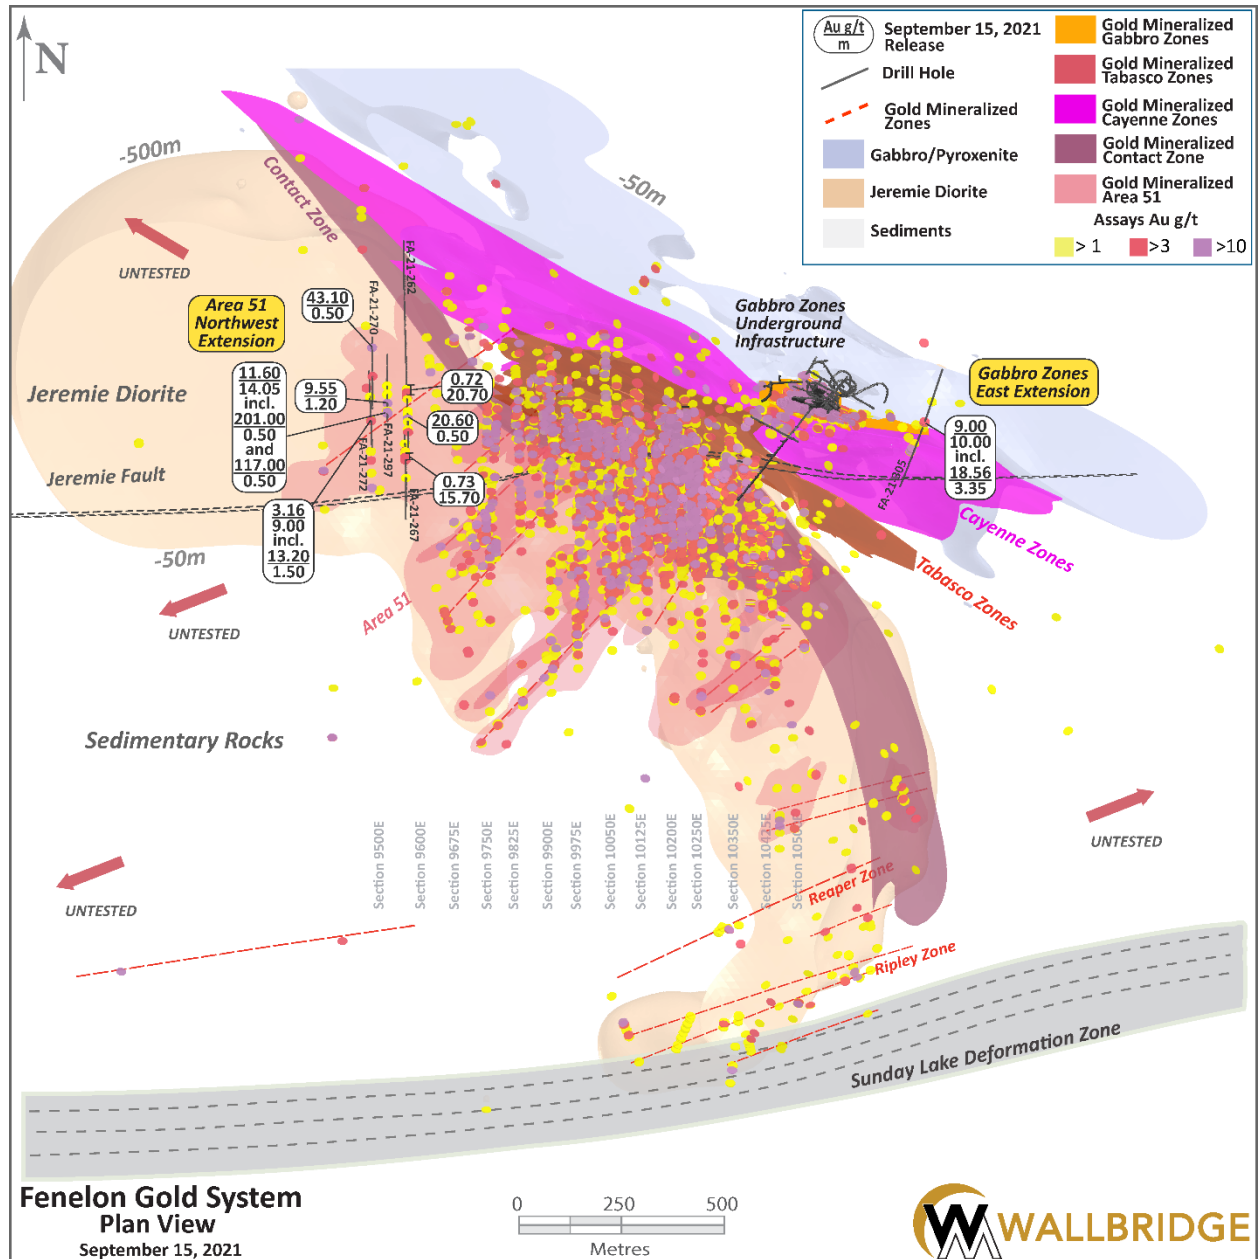 N
Au g/t
m
September 15, 2021
Release
Drill Hole
Gold Mineralized
Zones
Gabbro/Pyroxenite
Jeremie Diorite
Sediments
Gold Mineralized
Gabbro Zones
Gold Mineralized
Tabasco Zones
Gold Mineralized
Cayenne Zones
Gold Mineralized
Contact Zone
Gold Mineralized
Area 51
Assays Au g/t
> 1
>3
>10
-500m
Contact Zone
-50m
UNTESTED
FA-21-262
FA-21-270
43.10
0.50
Area 51
Northwest
Extension
Gabbro Zones
Underground
Infrastructure
Gabbro Zones
East Extension
11.60
14.05
incl.
201.00
0.50
and
117.00
0.50
9.55
1.20
0.72
20.70
20.60
0.50
0.73
15.70
Jeremie Diorite
Jeremie Fault
FA-21-272
FA-21-297
FA-21-267
FA-21-305
9.00
10.00
incl.
18.56
3.35
3.16
9.00
incl.
13.20
1.50
-50m
Cayenne Zones
Tabasco Zones
Area 51
UNTESTED
Sedimentary Rocks
UNTESTED
Section 9500E
Section 9600E
Section 9675E
Section 9750E
Section 9825E
Section 9900E
Section 9975E
Section 10050E
Section 10125E
Section 10200E
Section 10250E
Section 10350E
Section 10425E
Section 10500E
UNTESTED
Reaper Zone
Ripley Zone
Sunday Lake Deformation Zone
Fenelon Gold System
Plan View
September 15, 2021
0 250 500
Metres
WALLBRIDGE